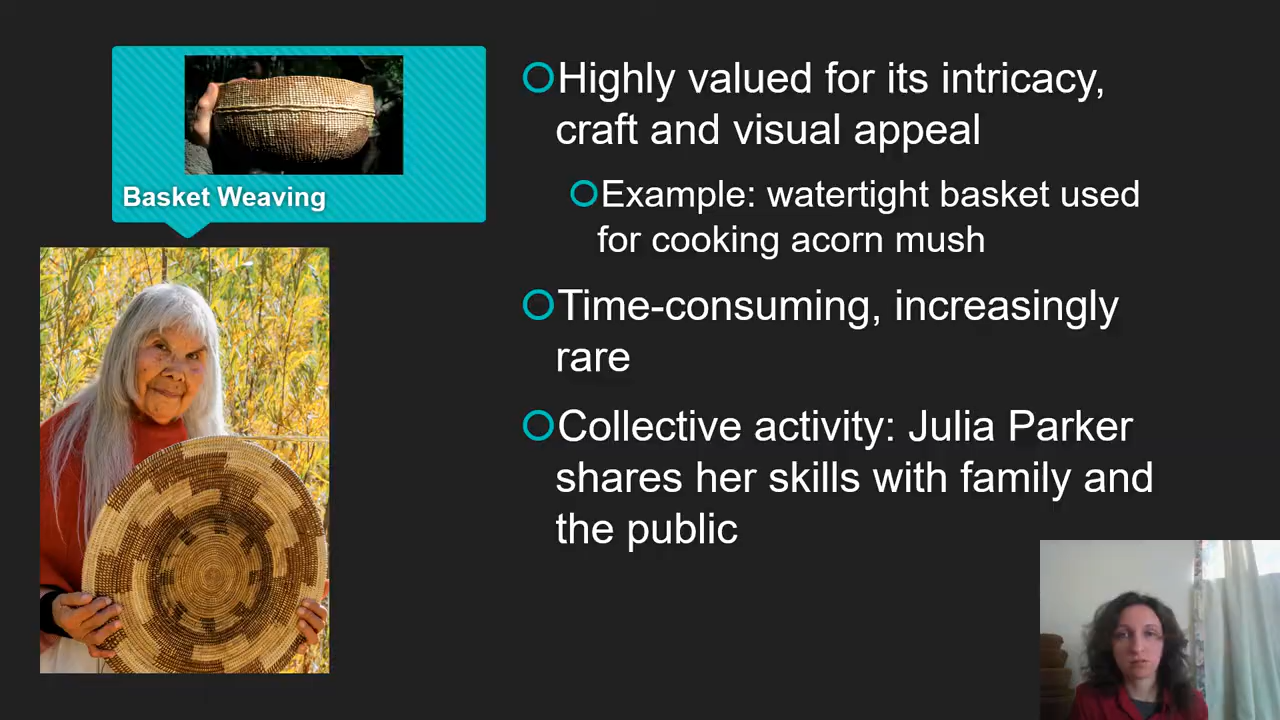 Basket Weaving
Highly valued for its intricacy,
craft and visual appeal
Example: watertight basket used
for cooking acorn mush
Time-consuming, increasingly
rare
Collective activity: Julia Parker
shares her skills with family and
the public